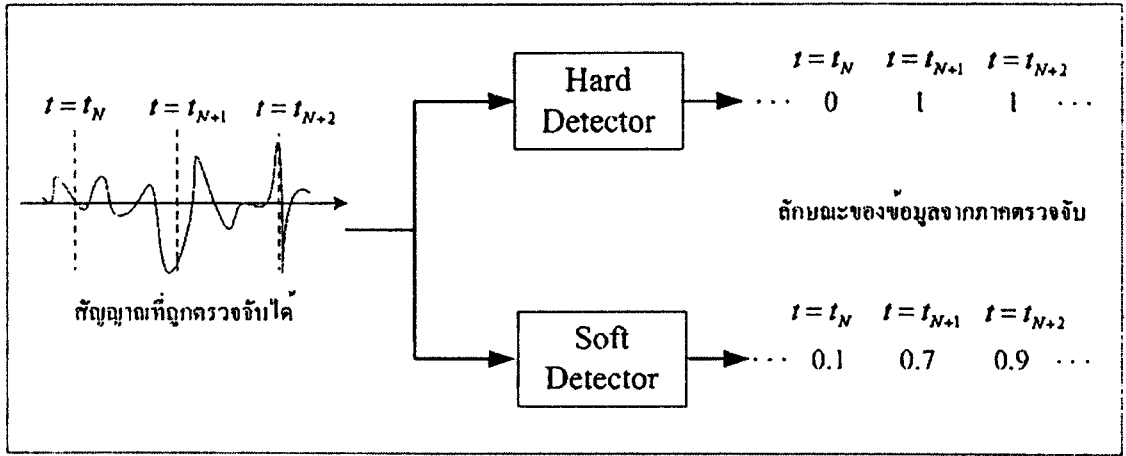 t = t_N t = t_{N+1} t = t_{N+2}
สัญญาณที่ถูกตรวจจับได้
Hard
Detector
t = t_N t = t_{N+1} t = t_{N+2}
... 0 1 1 ...
ลักษณะของข้อมูลจากภาคตรวจจับ
Soft
Detector
t = t_N t = t_{N+1} t = t_{N+2}
... 0.1 0.7 0.9 ...